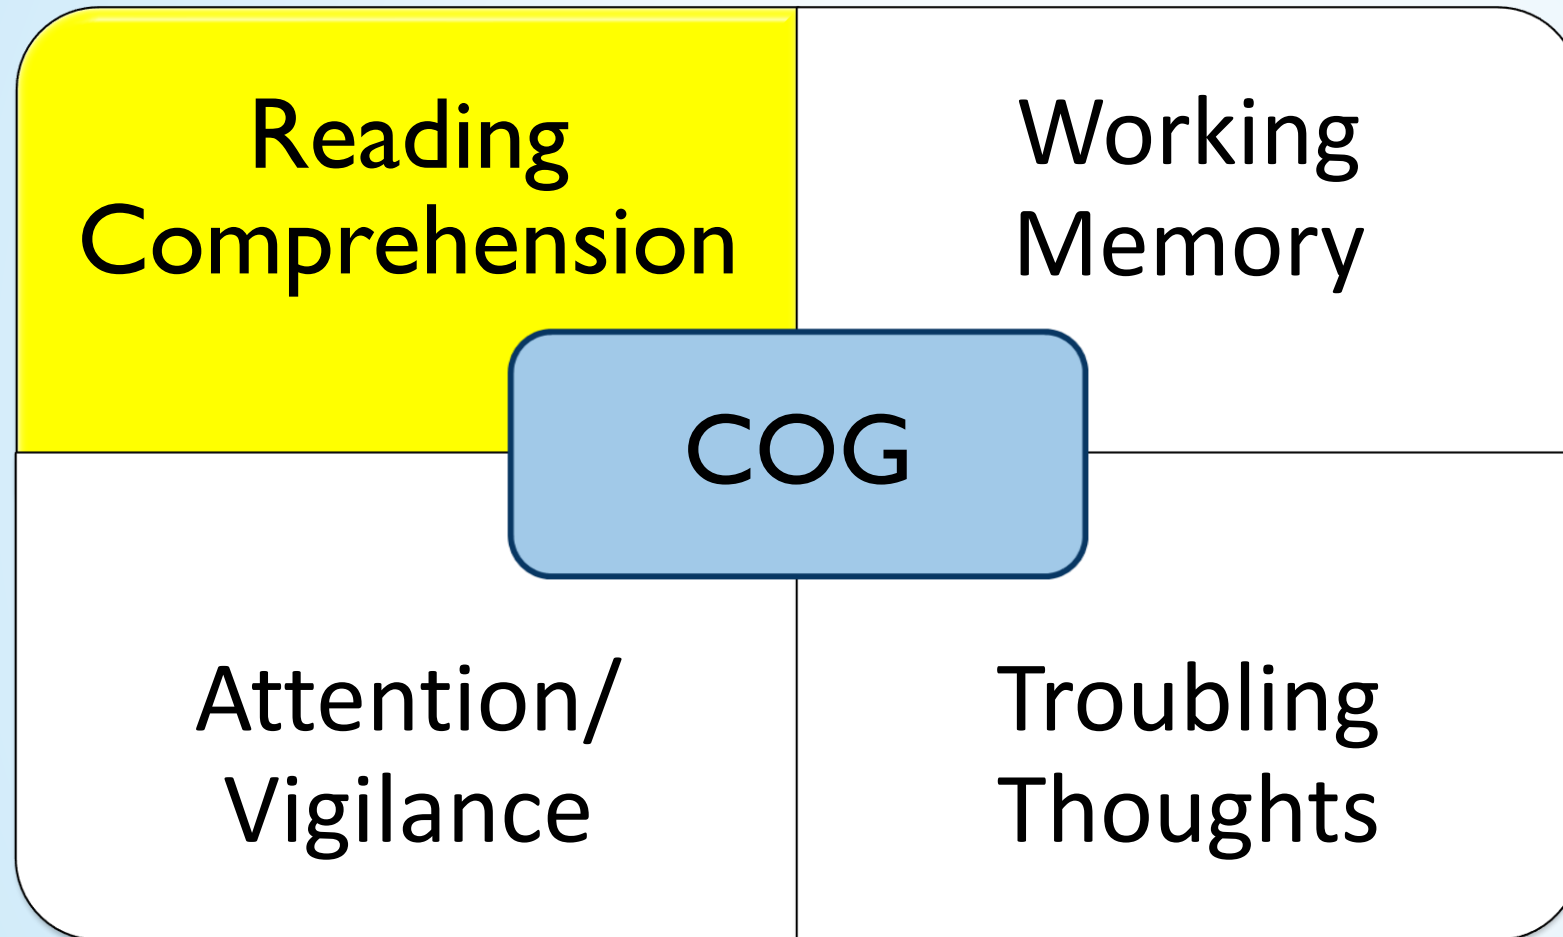 Reading
Comprehension
Working
Memory
COG
Attention/
Vigilance
Troubling
Thoughts